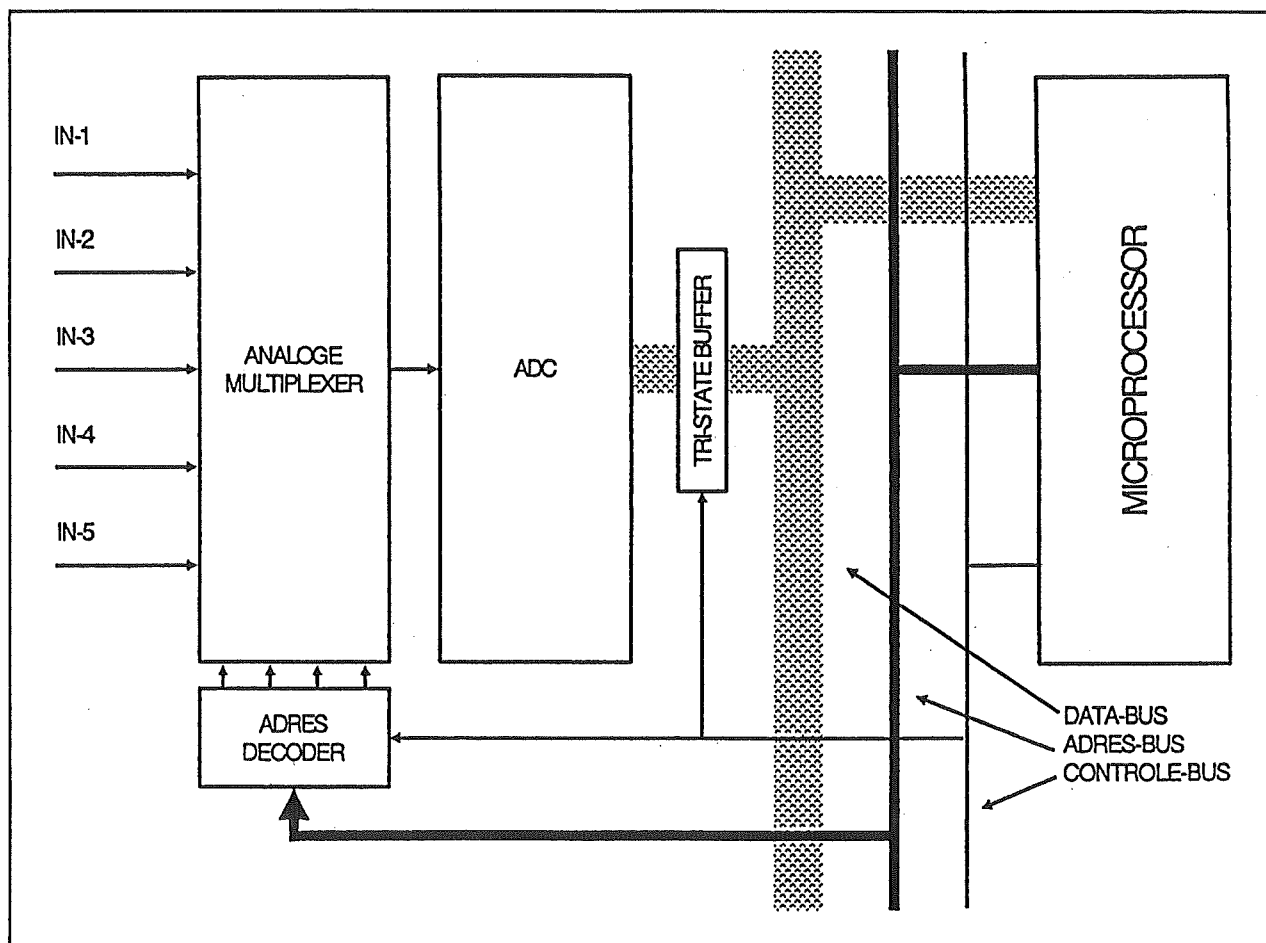 IN-1
IN-2
IN-3
IN-4
IN-5
ANALOGE
MULTIPLEXER
ADC
TRI-STATE BUFFER
MICROPROCESSOR
ADRES
DECODER
DATA-BUS
ADRES-BUS
CONTROLE-BUS